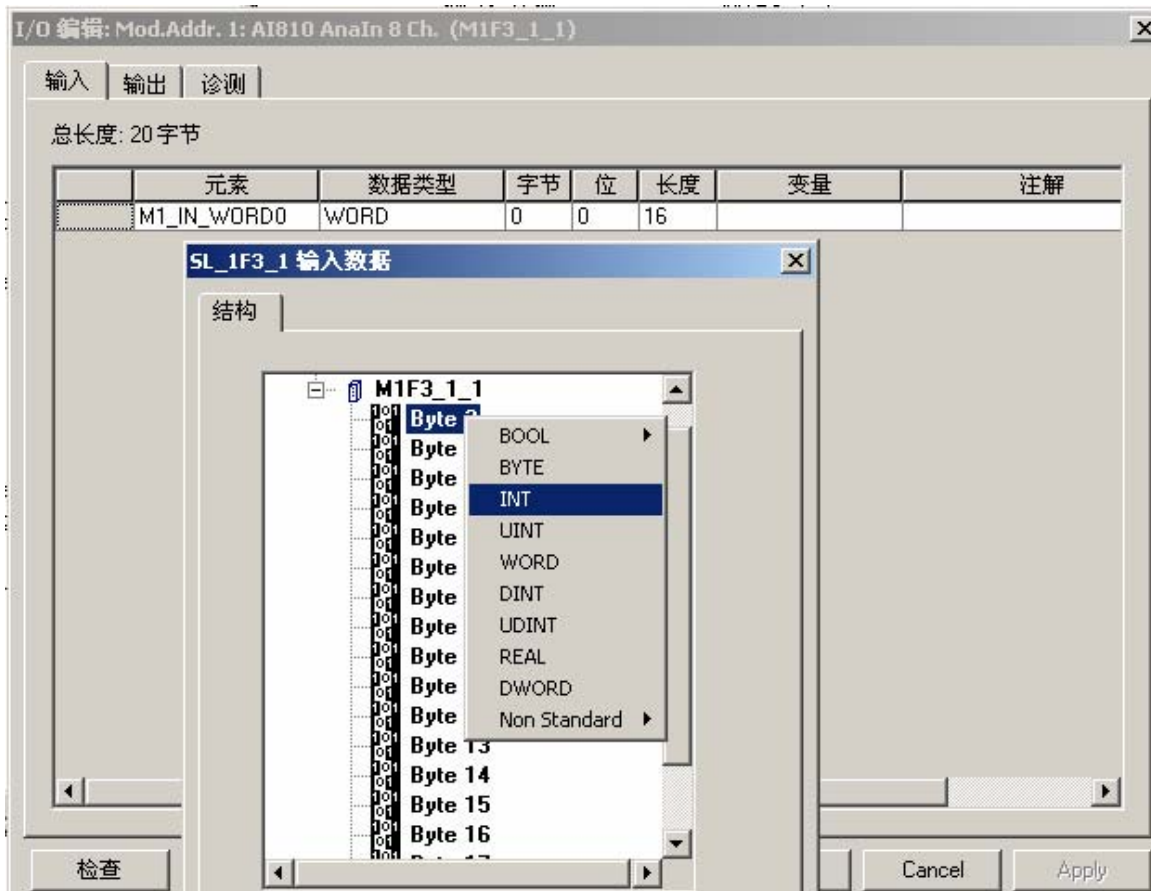 I/O 编辑: Mod.Addr. 1: AI810 AnaIn 8 Ch. (M1F3_1_1)
输入 输出 诊测
总长度: 20 字节
元素 数据类型 字节 位 长度 变量 注解
M1_IN_WORD0 WORD 0 0 16
SL_1F3_1 输入数据
结构
M1F3_1_1
Byte
Byte
Byte
Byte
Byte
Byte
Byte
Byte
Byte
Byte
Byte
Byte 13
Byte 14
Byte 15
Byte 16
BOOL
BYTE
INT
UINT
WORD
DINT
UDINT
REAL
DWORD
Non Standard
检查 Cancel Apply